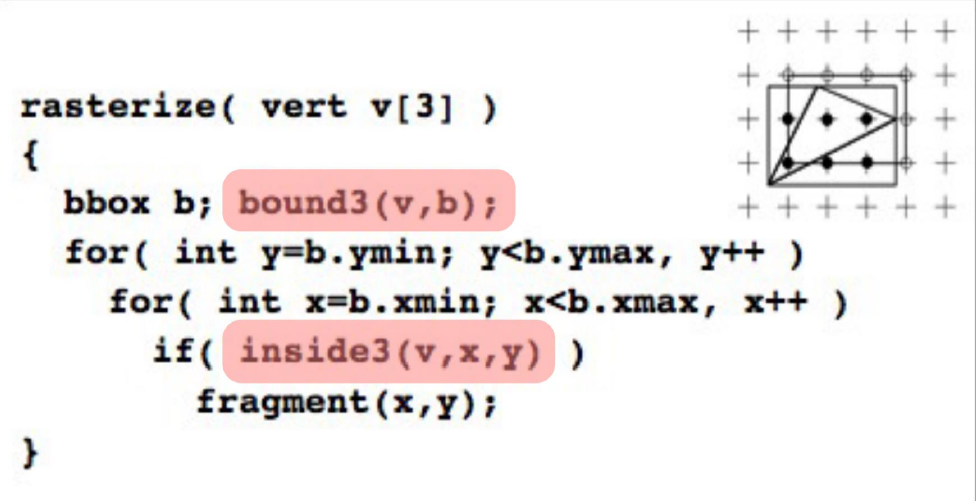 rasterize( vert v[3] )
{
bbox b; bound3(v,b);
for( int y=b.ymin; y<b.ymax, y++ )
for( int x=b.xmin; x<b.xmax, x++ )
if( inside3(v,x,y) )
fragment(x,y);
}